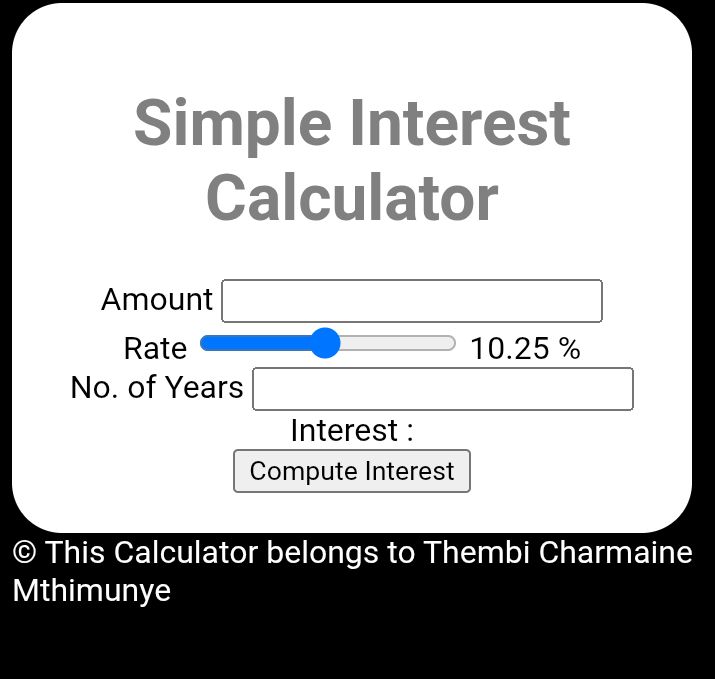 Simple Interest
Calculator
Amount
Rate 10.25 %
No. of Years
Interest :
Compute Interest
© This Calculator belongs to Thembi Charmaine
Mthimunye